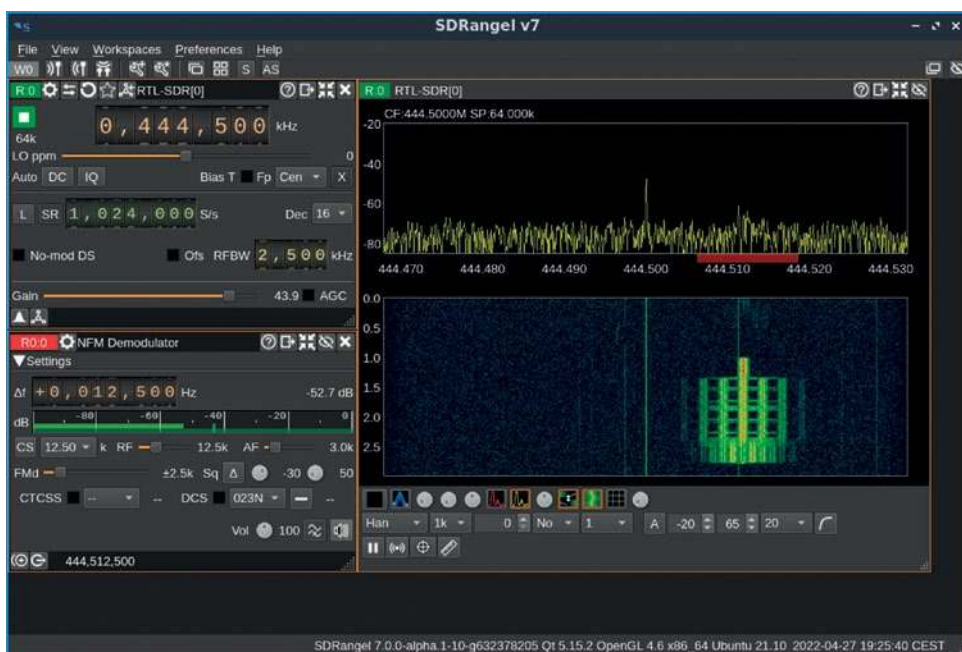 SDRangel v7
File View Workspaces Preferences Help
W0 S AS
R:0 RTL-SDR[0]
64k 0,444,500 kHz
LO ppm 0
Auto DC IQ Bias T Fp Cen X
L SR 1,024,000 S/s Dec 16
No-mod DS Ofs RFBW 2,500 kHz
Gain 43.9 AGC
R0:0 NFM Demodulator
Settings
Δf +0,012,500 Hz -52.7 dB
dB -80 -60 -40 -20 0
CS 12.50 k RF 12.5k AF 3.0k
FMd ±2.5k Sq Δ -30 50
CTCSS -- -- DCS 023N --
Vol 100
444,512,500
R:0 RTL-SDR[0]
CF:444.5000M SP:64.000k
-20
-40
-60
-80
444.470 444.480 444.490 444.500 444.510 444.520 444.530
0.0
0.5
1.0
1.5
2.0
2.5
Han 1k 0 No 1 A -20 65 20
SDRangel 7.0.0-alpha.1-10-g632378205 Qt 5.15.2 OpenGL 4.6 x86_64 Ubuntu 21.10 2022-04-27 19:25:40 CEST